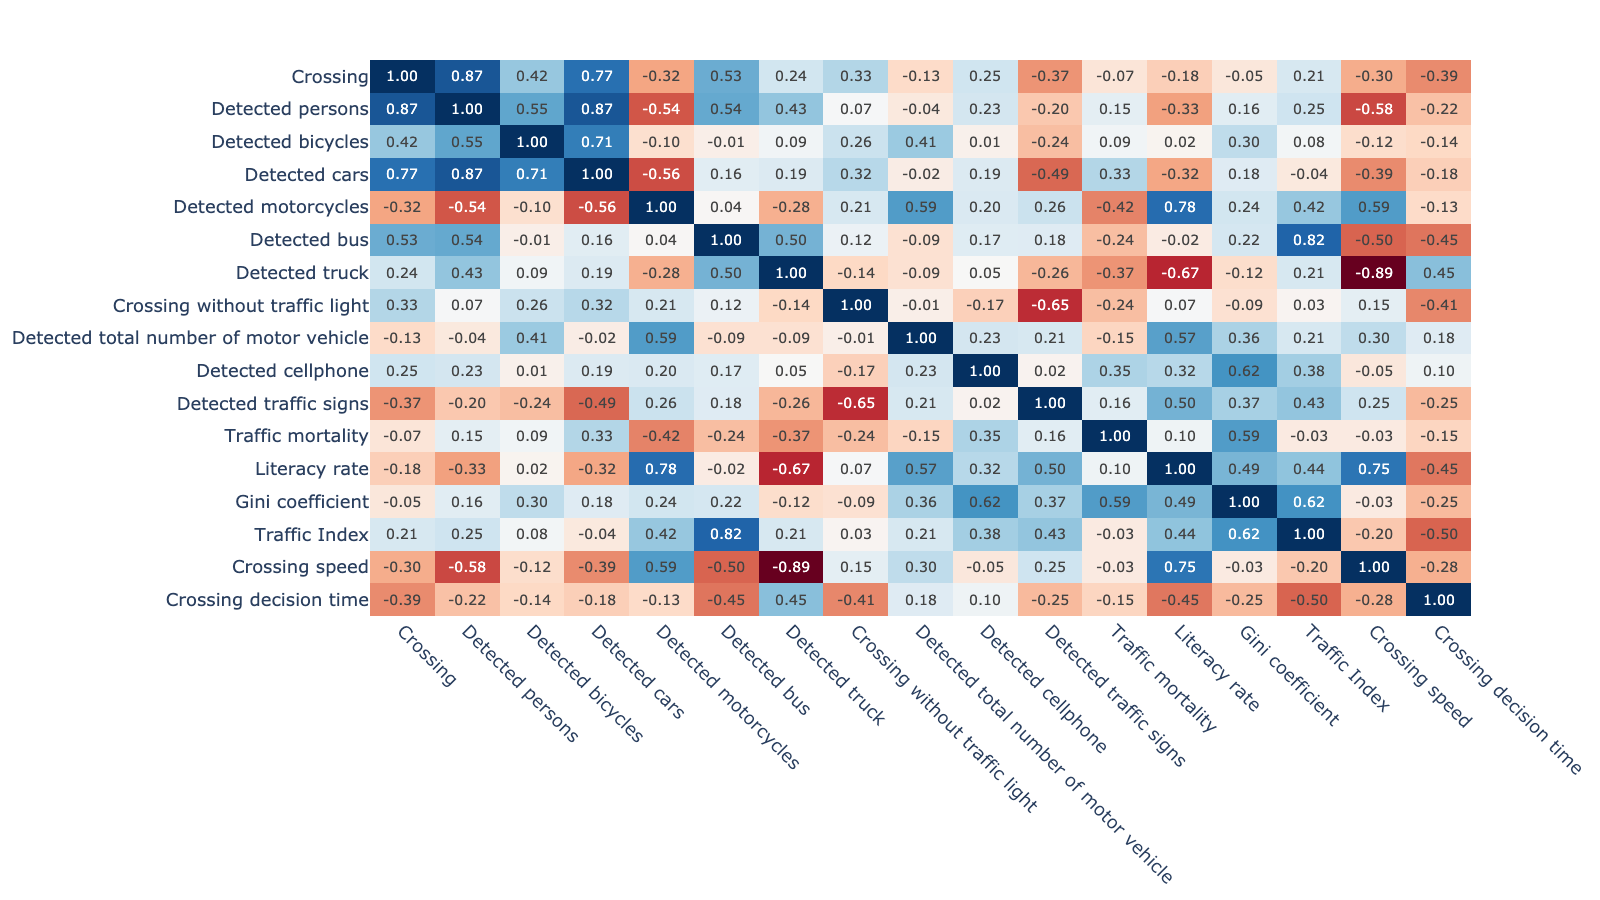 Crossing 1.00 0.87 0.42 0.77 -0.32 0.53 0.24 0.33 -0.13 0.25 -0.37 -0.07 -0.18 -0.05 0.21 -0.30 -0.39
Detected persons 0.87 1.00 0.55 0.87 -0.54 0.54 0.43 0.07 -0.04 0.23 -0.20 0.15 -0.33 0.16 0.25 -0.58 -0.22
Detected bicycles 0.42 0.55 1.00 0.71 -0.10 -0.01 0.09 0.26 0.41 0.01 -0.24 0.09 0.02 0.30 0.08 -0.12 -0.14
Detected cars 0.77 0.87 0.71 1.00 -0.56 0.16 0.19 0.32 -0.02 0.19 -0.49 0.33 -0.32 0.18 -0.04 -0.39 -0.18
Detected motorcycles -0.32 -0.54 -0.10 -0.56 1.00 0.04 -0.28 0.21 0.59 0.20 0.26 -0.42 0.78 0.24 0.42 0.59 -0.13
Detected bus 0.53 0.54 -0.01 0.16 0.04 1.00 0.50 0.12 -0.09 0.17 0.18 -0.24 -0.02 0.22 0.82 -0.50 -0.45
Detected truck 0.24 0.43 0.09 0.19 -0.28 0.50 1.00 -0.14 -0.09 0.05 -0.26 -0.37 -0.67 -0.12 0.21 -0.89 0.45
Crossing without traffic light 0.33 0.07 0.26 0.32 0.21 0.12 -0.14 1.00 -0.01 -0.17 -0.65 -0.24 0.07 -0.09 0.03 0.15 -0.41
Detected total number of motor vehicle -0.13 -0.04 0.41 -0.02 0.59 -0.09 -0.09 -0.01 1.00 0.23 0.21 -0.15 0.57 0.36 0.21 0.30 0.18
Detected cellphone 0.25 0.23 0.01 0.19 0.20 0.17 0.05 -0.17 0.23 1.00 0.02 0.35 0.32 0.62 0.38 -0.05 0.10
Detected traffic signs -0.37 -0.20 -0.24 -0.49 0.26 0.18 -0.26 -0.65 0.21 0.02 1.00 0.16 0.50 0.37 0.43 0.25 -0.25
Traffic mortality -0.07 0.15 0.09 0.33 -0.42 -0.24 -0.37 -0.24 -0.15 0.35 0.16 1.00 0.10 0.59 -0.03 -0.03 -0.15
Literacy rate -0.18 -0.33 0.02 -0.32 0.78 -0.02 -0.67 0.07 0.57 0.32 0.50 0.10 1.00 0.49 0.44 0.75 -0.45
Gini coefficient -0.05 0.16 0.30 0.18 0.24 0.22 -0.12 -0.09 0.36 0.62 0.37 0.59 0.49 1.00 0.62 -0.03 -0.25
Traffic Index 0.21 0.25 0.08 -0.04 0.42 0.82 0.21 0.03 0.21 0.38 0.43 -0.03 0.44 0.62 1.00 -0.20 -0.50
Crossing speed -0.30 -0.58 -0.12 -0.39 0.59 -0.50 -0.89 0.15 0.30 -0.05 0.25 -0.03 0.75 -0.03 -0.20 1.00 -0.28
Crossing decision time -0.39 -0.22 -0.14 -0.18 -0.13 -0.45 0.45 -0.41 0.18 0.10 -0.25 -0.15 -0.45 -0.25 -0.50 -0.28 1.00
Crossing
Detected persons
Detected bicycles
Detected cars
Detected motorcycles
Detected bus
Detected truck
Crossing without traffic light
Detected total number of motor vehicle
Detected cellphone
Detected traffic signs
Traffic mortality
Literacy rate
Gini coefficient
Traffic Index
Crossing speed
Crossing decision time